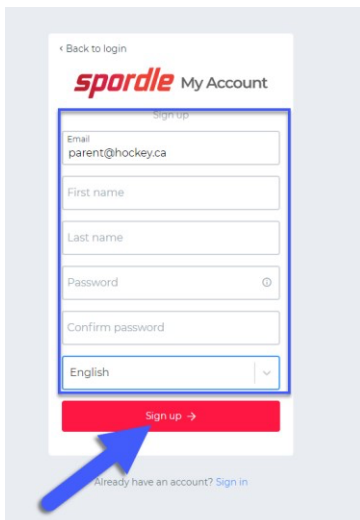 ‹ Back to login
spordle My Account
Sign up
Email
parent@hockey.ca
First name
Last name
Password
Confirm password
English
Sign up →
Already have an account? Sign in